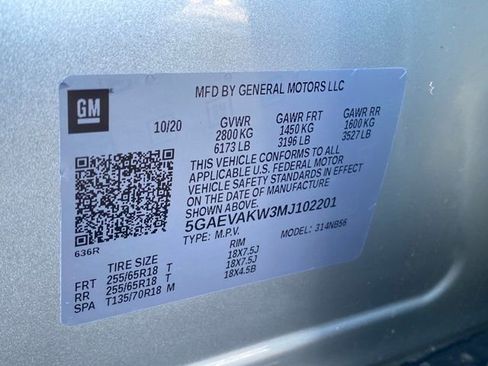 GM
MFD BY GENERAL MOTORS LLC
10/20 GVWR GAWR FRT GAWR RR
2800 KG 1450 KG 1600 KG
6173 LB 3196 LB 3527 LB
THIS VEHICLE CONFORMS TO ALL
APPLICABLE U.S. FEDERAL MOTOR
VEHICLE SAFETY STANDARDS IN EFFECT
ON THE DATE OF MANUFACTURE
SHOWN ABOVE.
5GAEVAKW3MJ102201
TYPE: M.P.V. MODEL: 314NB56
636R
TIRE SIZE RIM
FRT 255/65R18 T 18X7.5J
RR 255/65R18 T 18X7.5J
SPA T135/70R18 M 18X4.5B